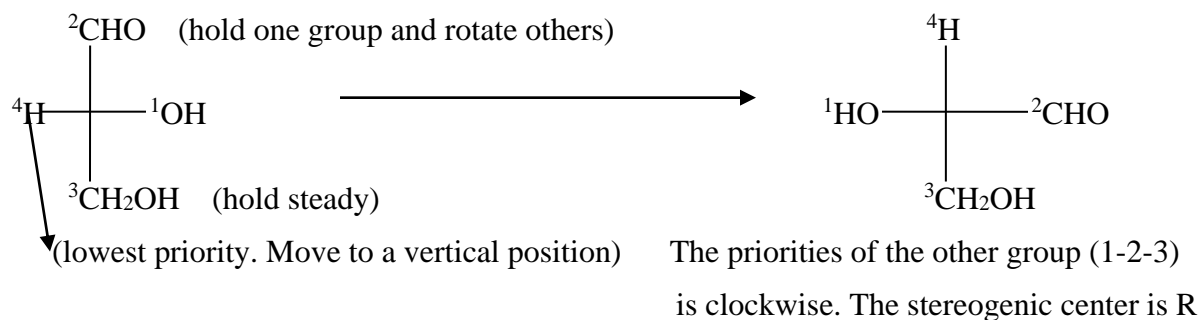 ²CHO (hold one group and rotate others) ⁴H
⁴H ¹OH ¹HO ²CHO
³CH₂OH (hold steady) ³CH₂OH
(lowest priority. Move to a vertical position) The priorities of the other group (1-2-3)
is clockwise. The stereogenic center is R